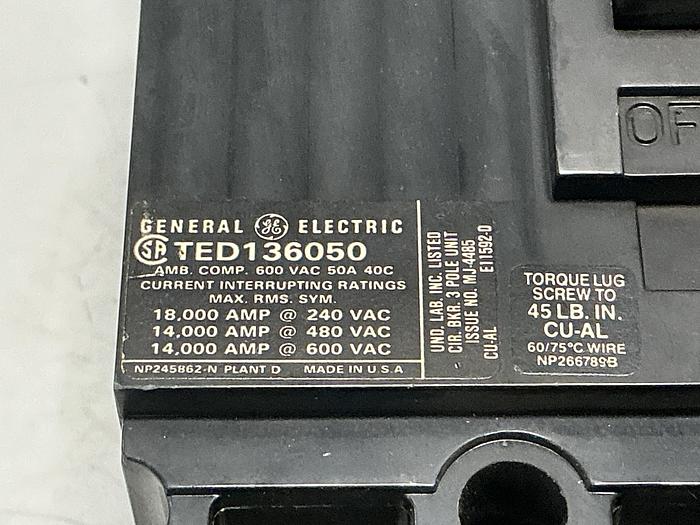 OF
GENERAL GE ELECTRIC
SA TED136050
AMB. COMP. 600 VAC 50A 40C
CURRENT INTERRUPTING RATINGS
MAX. RMS. SYM.
18,000 AMP @ 240 VAC
14,000 AMP @ 480 VAC
14,000 AMP @ 600 VAC
NP245862-N PLANT D MADE IN U.S.A
UND. LAB. INC. LISTED
CIR. BKR. 3 POLE UNIT
ISSUE NO. MJ-4485
CU-AL E11592-0
TORQUE LUG
SCREW TO
45 LB. IN.
CU-AL
60/75°C WIRE
NP266789B